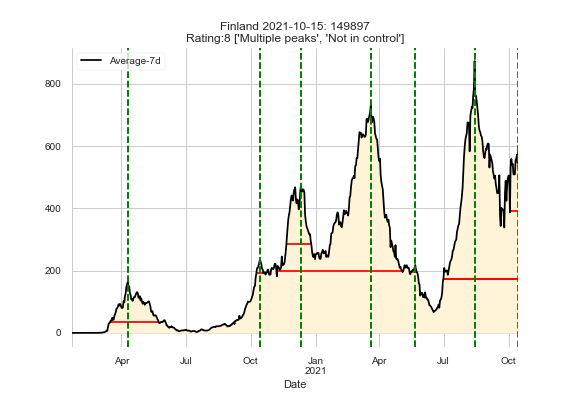 Finland 2021-10-15: 149897
Rating:8 ['Multiple peaks', 'Not in control']
Average-7d
800
600
400
200
0
Apr Jul Oct Jan Apr Jul Oct
2021
Date